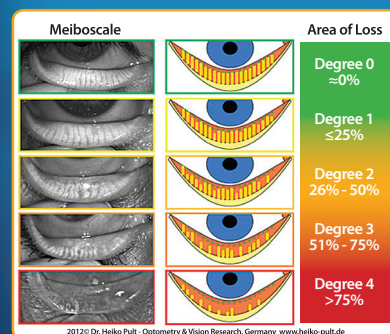 Meiboscale
Area of Loss
Degree 0
≈0%
Degree 1
≤25%
Degree 2
26% - 50%
Degree 3
51% - 75%
Degree 4
>75%
2012© Dr. Heiko Pult - Optometry & Vision Research, Germany www.heiko-pult.de